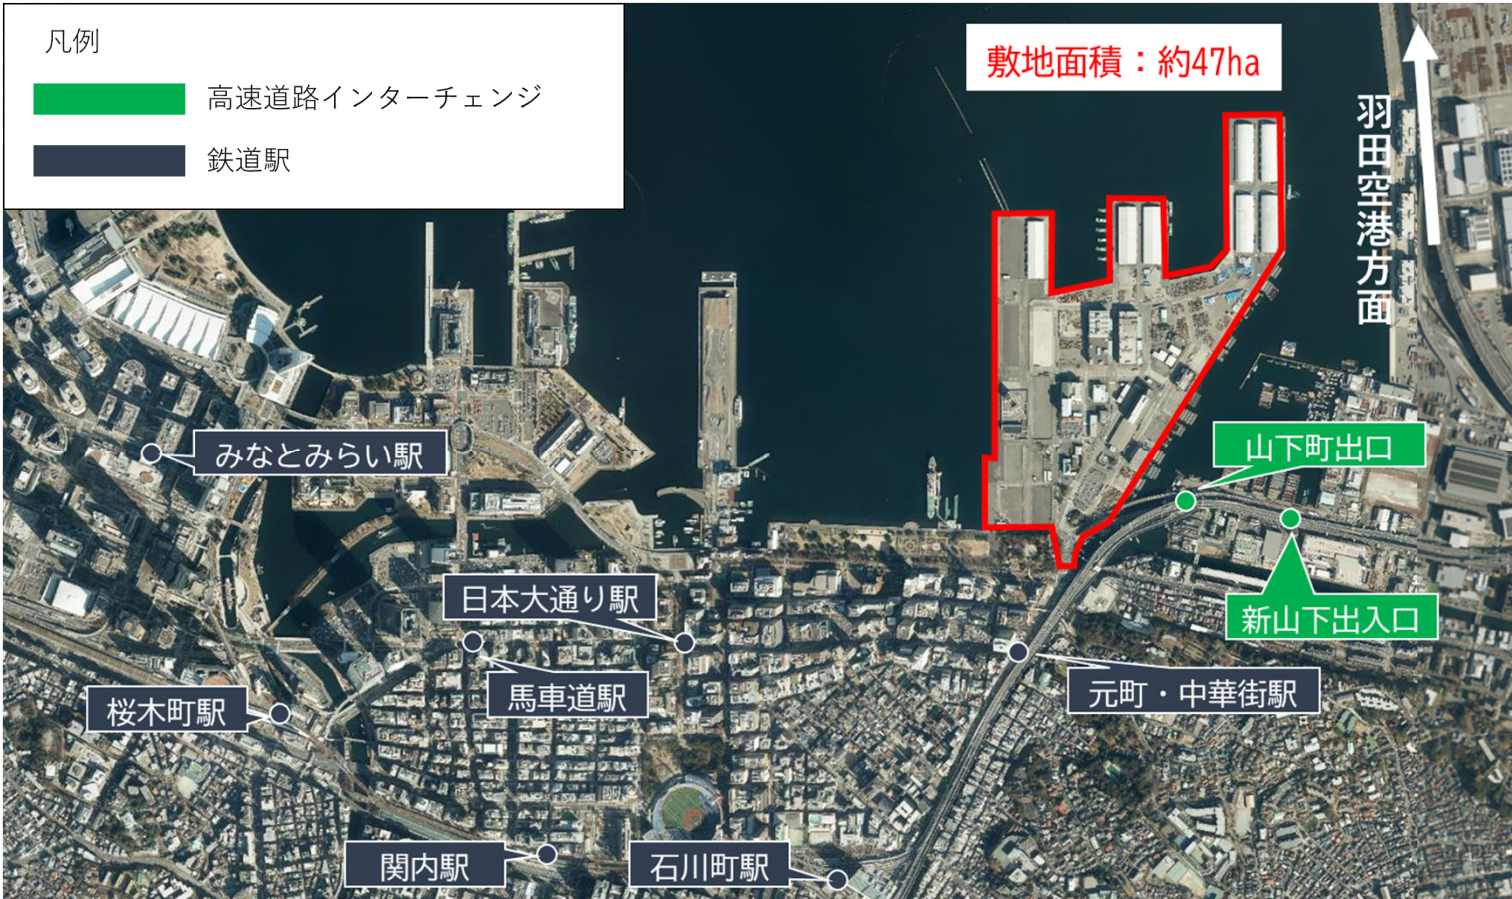 凡例
高速道路インターチェンジ
鉄道駅
敷地面積：約47ha
羽田空港方面
山下町出口
みなとみらい駅
日本大通り駅
新山下出入口
馬車道駅
元町・中華街駅
桜木町駅
関内駅
石川町駅